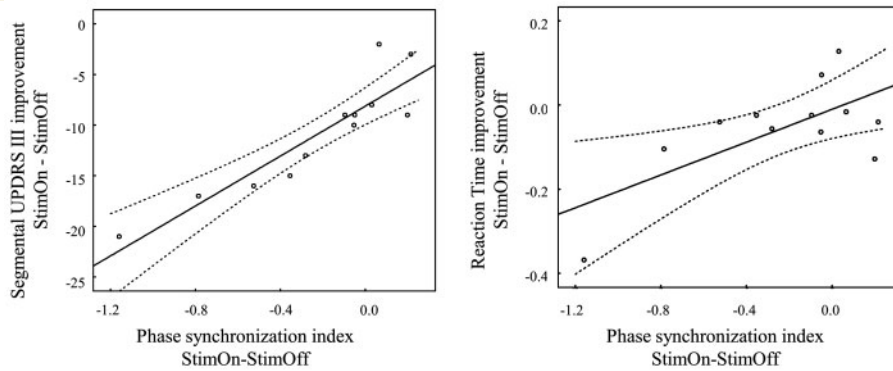 Segmental UPDRS III improvement
StimOn - StimOff
0
-5
-10
-15
-20
-25
-1.2
-0.8
-0.4
0.0
Phase synchronization index
StimOn-StimOff
Reaction Time improvement
StimOn - StimOff
0.2
0.0
-0.2
-0.4
-1.2
-0.8
-0.4
0.0
Phase synchronization index
StimOn-StimOff